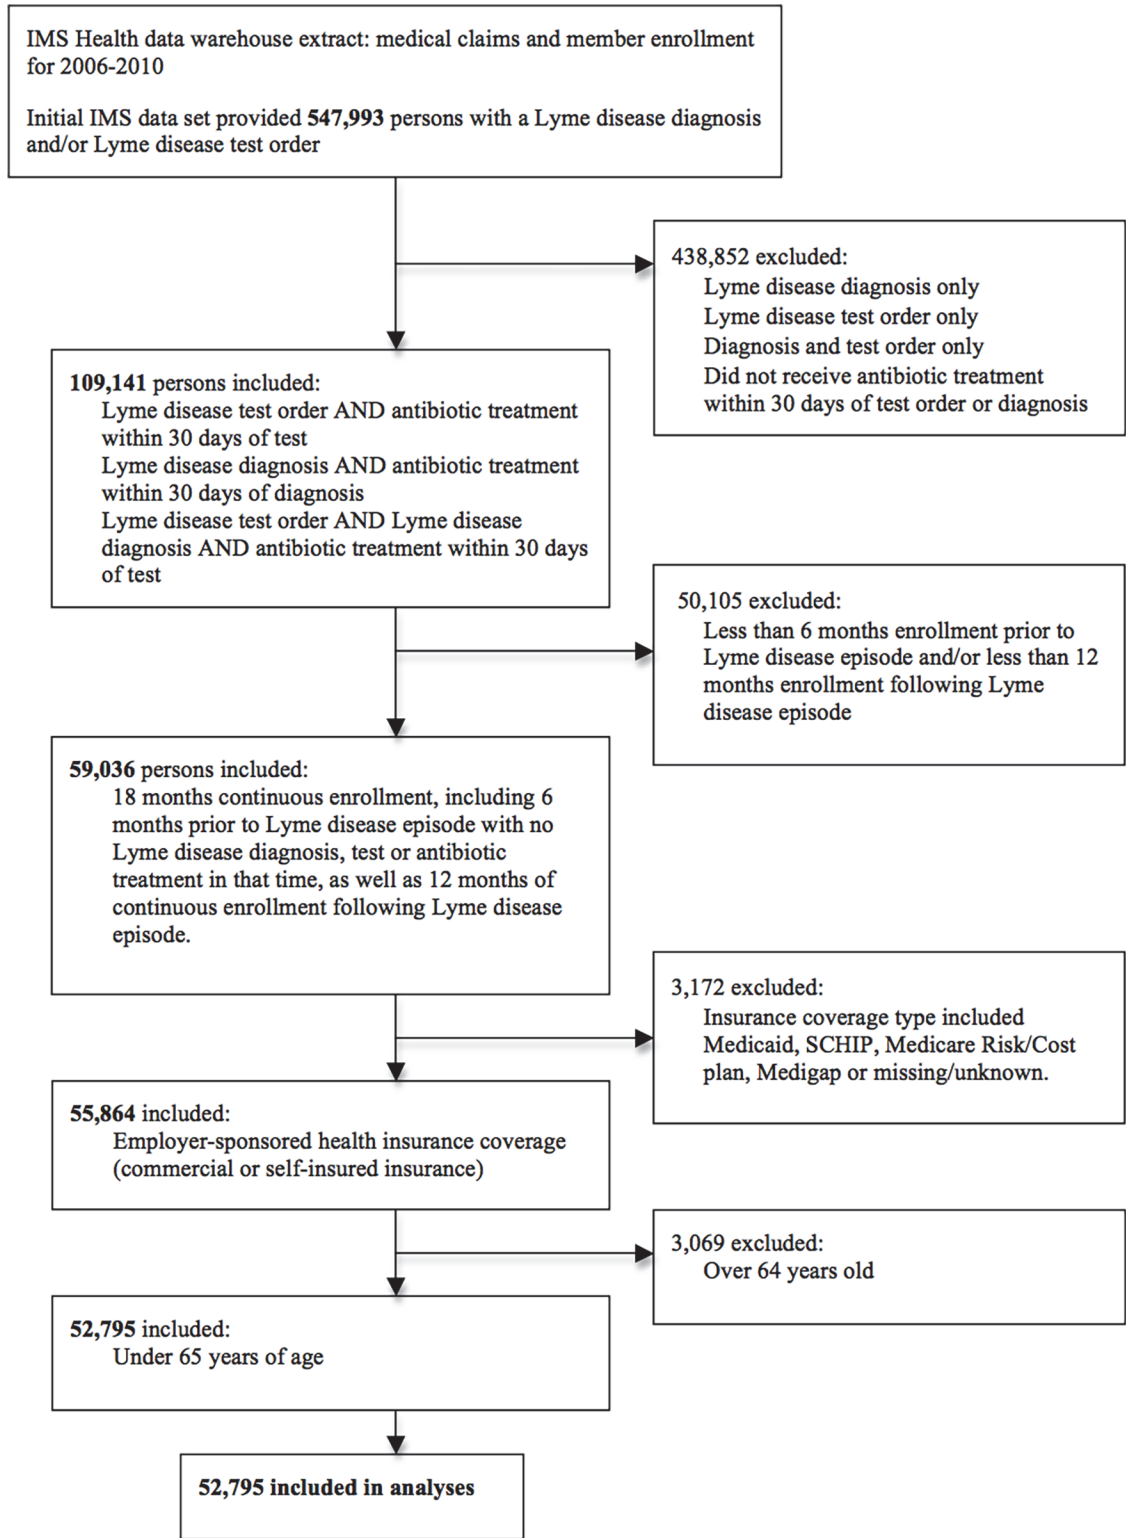 IMS Health data warehouse extract: medical claims and member enrollment
for 2006-2010
Initial IMS data set provided 547,993 persons with a Lyme disease diagnosis
and/or Lyme disease test order
438,852 excluded:
Lyme disease diagnosis only
Lyme disease test order only
Diagnosis and test order only
Did not receive antibiotic treatment
within 30 days of test order or diagnosis
109,141 persons included:
Lyme disease test order AND antibiotic treatment
within 30 days of test
Lyme disease diagnosis AND antibiotic treatment
within 30 days of diagnosis
Lyme disease test order AND Lyme disease
diagnosis AND antibiotic treatment within 30 days
of test
50,105 excluded:
Less than 6 months enrollment prior to
Lyme disease episode and/or less than 12
months enrollment following Lyme
disease episode
59,036 persons included:
18 months continuous enrollment, including 6
months prior to Lyme disease episode with no
Lyme disease diagnosis, test or antibiotic
treatment in that time, as well as 12 months of
continuous enrollment following Lyme disease
episode.
3,172 excluded:
Insurance coverage type included
Medicaid, SCHIP, Medicare Risk/Cost
plan, Medigap or missing/unknown.
55,864 included:
Employer-sponsored health insurance coverage
(commercial or self-insured insurance)
3,069 excluded:
Over 64 years old
52,795 included:
Under 65 years of age
52,795 included in analyses